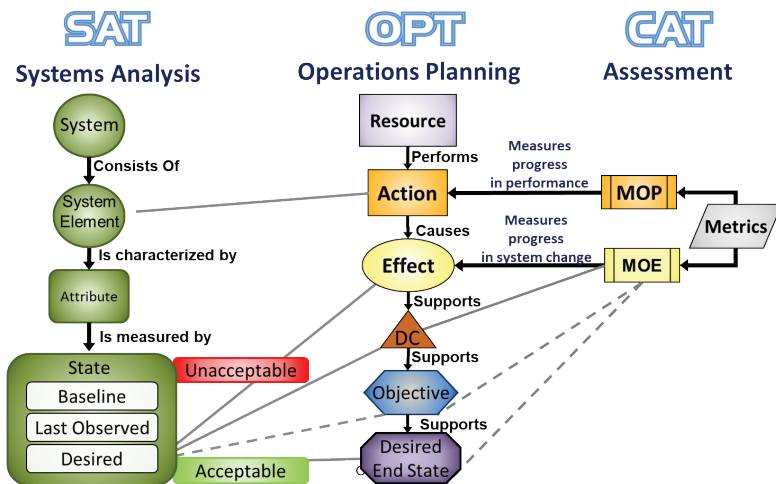 SAT
OPT
CAT
Systems Analysis
Operations Planning
Assessment
System
Consists Of
System
Element
Is characterized by
Attribute
Is measured by
State
Baseline
Last Observed
Desired
Unacceptable
Acceptable
Resource
Performs
Action
Causes
Effect
Supports
DC
Supports
Objective
Supports
Desired
End State
Measures
progress
in performance
MOP
Metrics
Measures
progress
in system change
MOE